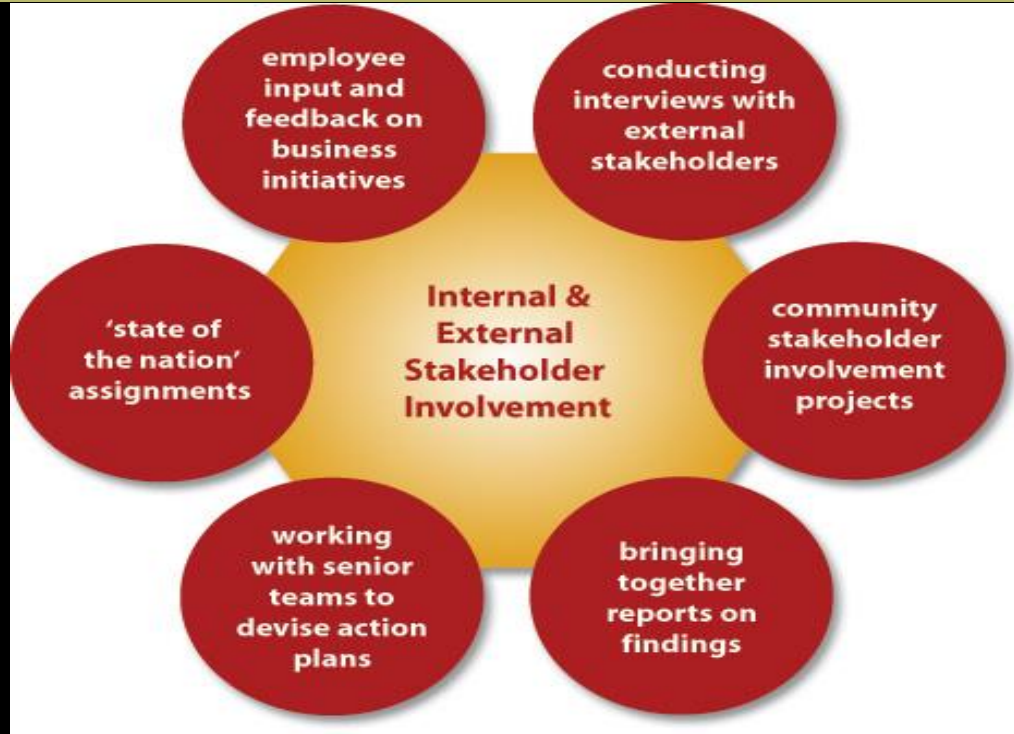 employee
input and
feedback on
business
initiatives
conducting
interviews with
external
stakeholders
‘state of
the nation’
assignments
Internal &
External
Stakeholder
Involvement
community
stakeholder
involvement
projects
working
with senior
teams to
devise action
plans
bringing
together
reports on
findings